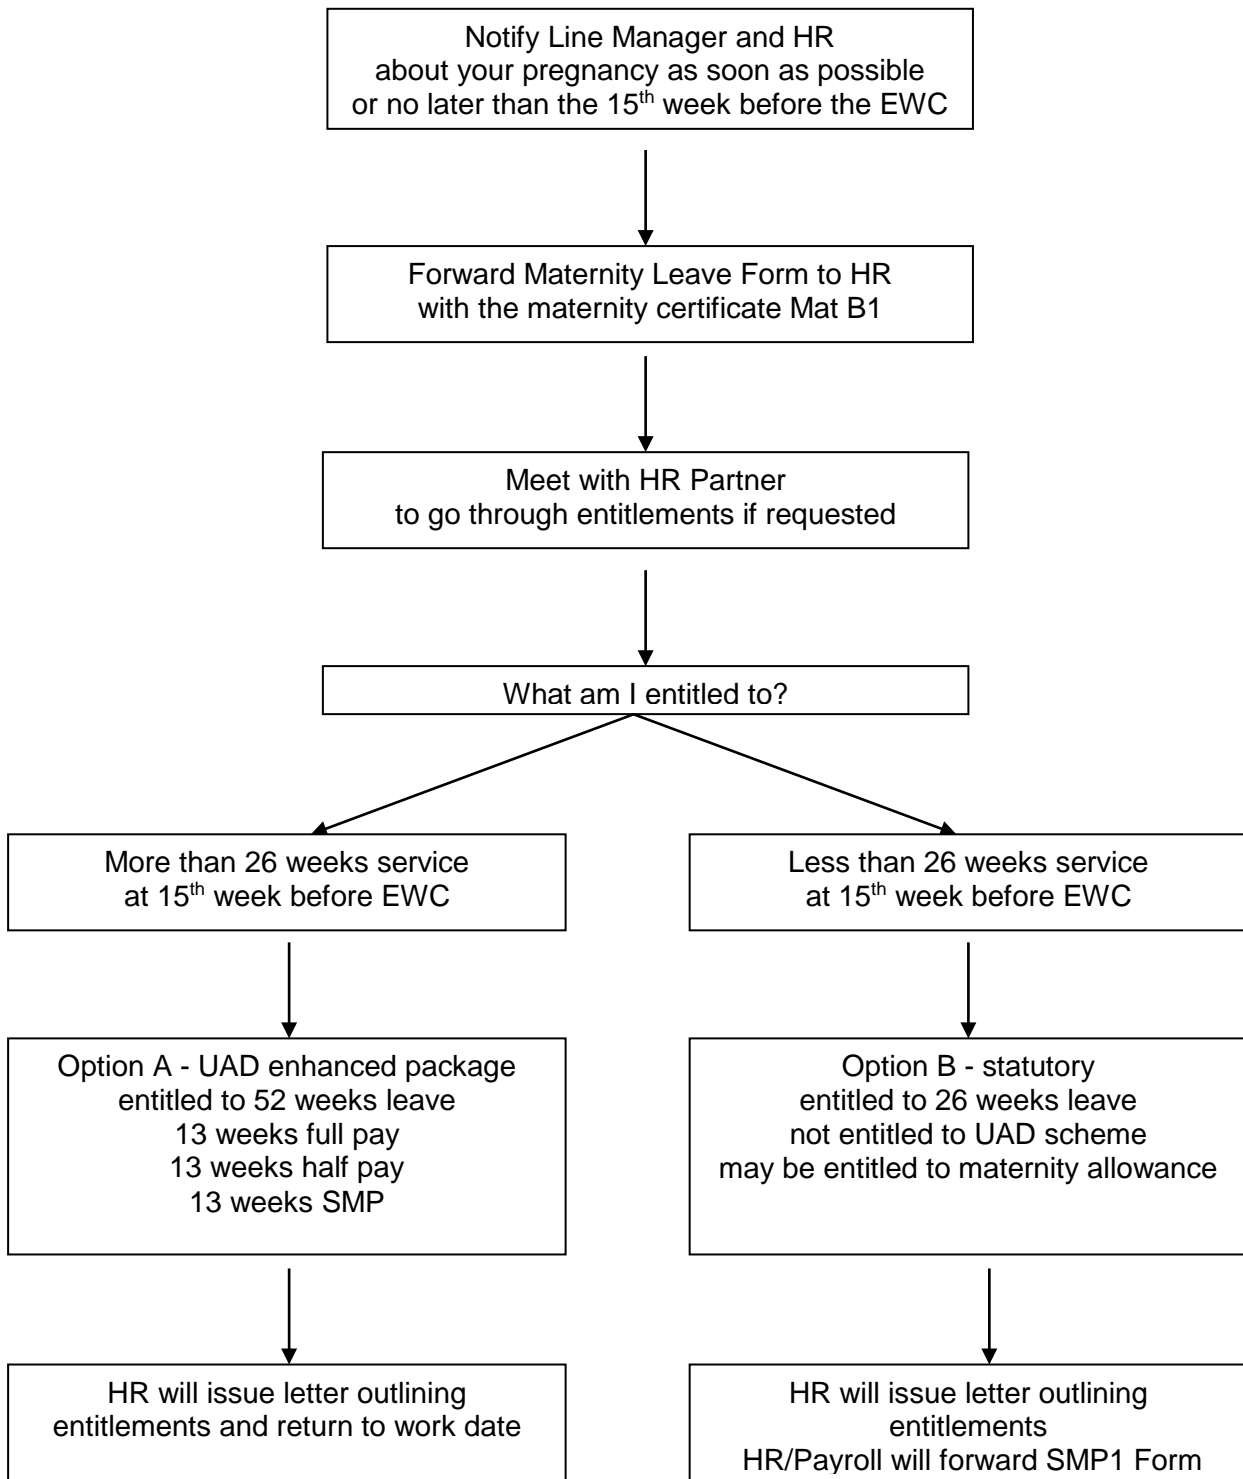 Notify Line Manager and HR
about your pregnancy as soon as possible
or no later than the 15th week before the EWC
Forward Maternity Leave Form to HR
with the maternity certificate Mat B1
Meet with HR Partner
to go through entitlements if requested
What am I entitled to?
More than 26 weeks service
at 15th week before EWC
Less than 26 weeks service
at 15th week before EWC
Option A - UAD enhanced package
entitled to 52 weeks leave
13 weeks full pay
13 weeks half pay
13 weeks SMP
Option B - statutory
entitled to 26 weeks leave
not entitled to UAD scheme
may be entitled to maternity allowance
HR will issue letter outlining
entitlements and return to work date
HR will issue letter outlining
entitlements
HR/Payroll will forward SMP1 Form